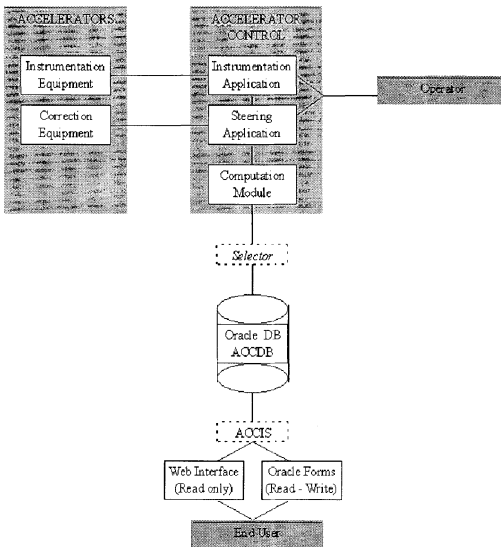 ACCELERATORS
ACCELERATOR
CONTROL
Instrumentation
Equipment
Instrumentation
Application
Operator
Correction
Equipment
Steering
Application
Computation
Module
Selector
Oracle DB
ACCDB
ACCIS
Web Interface
(Read only)
Oracle Forms
(Read - Write)
End-User